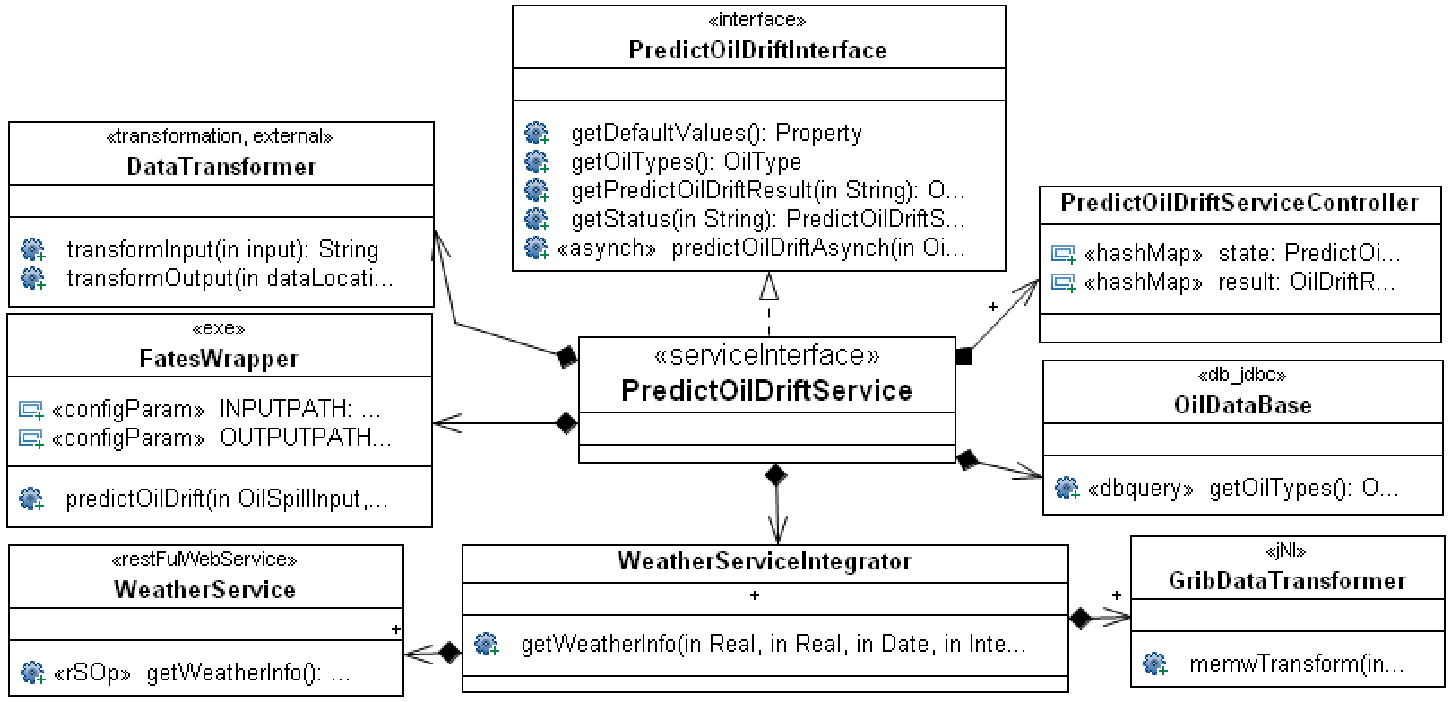 «interface»
PredictOilDriftInterface
getDefaultValues(): Property
getOilTypes(): OilType
getPredictOilDriftResult(in String): O...
getStatus(in String): PredictOilDriftS...
«asynch» predictOilDriftAsynch(in Oi...
«transformation, external»
DataTransformer
transformInput(in input): String
transformOutput(in dataLocati...
PredictOilDriftServiceController
«hashMap» state: PredictOi...
«hashMap» result: OilDriftR...
+
«exe»
FatesWrapper
«configParam» INPUTPATH: ...
«configParam» OUTPUTPATH...
predictOilDrift(in OilSpillInput,...
«serviceInterface»
PredictOilDriftService
«db_jdbc»
OilDataBase
«dbquery» getOilTypes(): O...
«restFulWebService»
WeatherService
+
«rSOp» getWeatherInfo(): ...
WeatherServiceIntegrator
+
getWeatherInfo(in Real, in Real, in Date, in Inte...
+
«jNI»
GribDataTransformer
memwTransform(in...